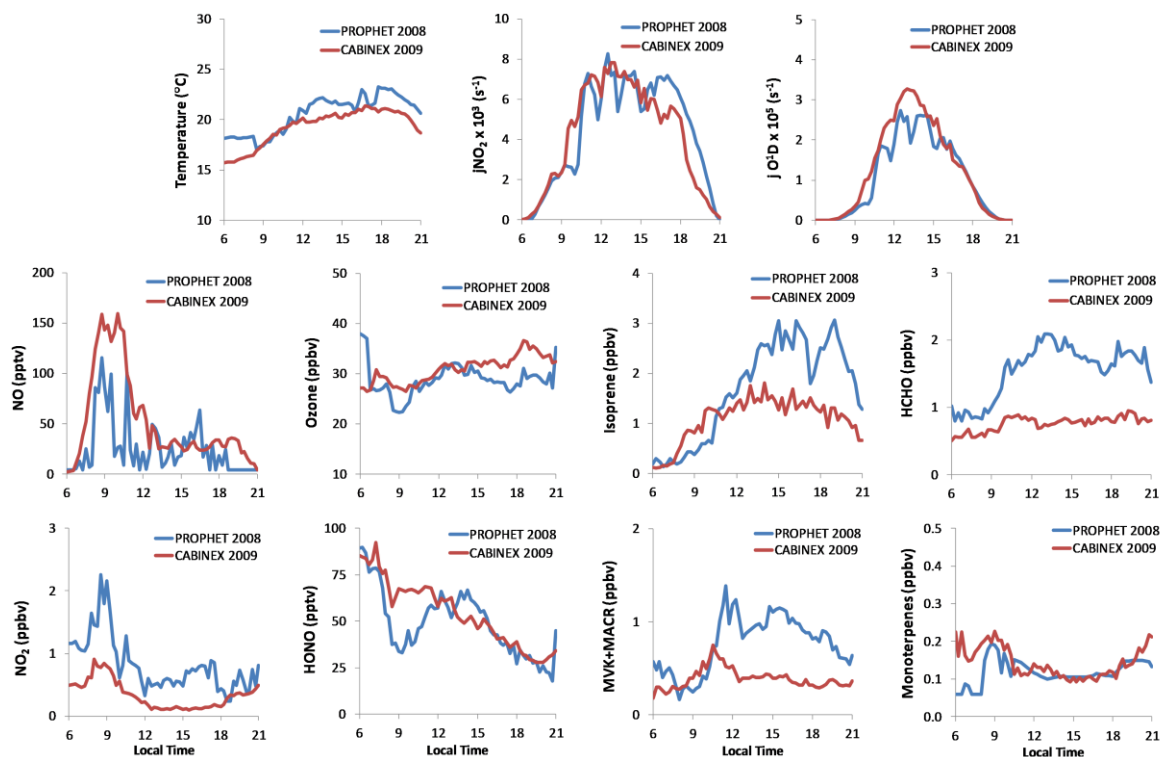 PROPHET 2008
CABINEX 2009
Temperature (°C)
25
23
20
18
15
13
10
6 9 12 15 18 21
PROPHET 2008
CABINEX 2009
jNO₂ x 10³ (s⁻¹)
10
8
6
4
2
0
6 9 12 15 18 21
PROPHET 2008
CABINEX 2009
j O¹D x 10⁵ (s⁻¹)
5
4
3
2
1
0
6 9 12 15 18 21
PROPHET 2008
CABINEX 2009
NO (pptv)
200
150
100
50
0
6 9 12 15 18 21
PROPHET 2008
CABINEX 2009
Ozone (ppbv)
50
40
30
20
10
6 9 12 15 18 21
PROPHET 2008
CABINEX 2009
Isoprene (ppbv)
4
3
2
1
0
6 9 12 15 18 21
PROPHET 2008
CABINEX 2009
HCHO (ppbv)
3
2
1
0
6 9 12 15 18 21
PROPHET 2008
CABINEX 2009
NO₂ (ppbv)
3
2
1
0
6 9 12 15 18 21
Local Time
PROPHET 2008
CABINEX 2009
HONO (pptv)
100
75
50
25
0
6 9 12 15 18 21
Local Time
PROPHET 2008
CABINEX 2009
MVK+MACR (ppbv)
2
1
0
6 9 12 15 18 21
Local Time
PROPHET 2008
CABINEX 2009
Monoterpenes (ppbv)
0.5
0.4
0.3
0.2
0.1
0.0
6 9 12 15 18 21
Local Time